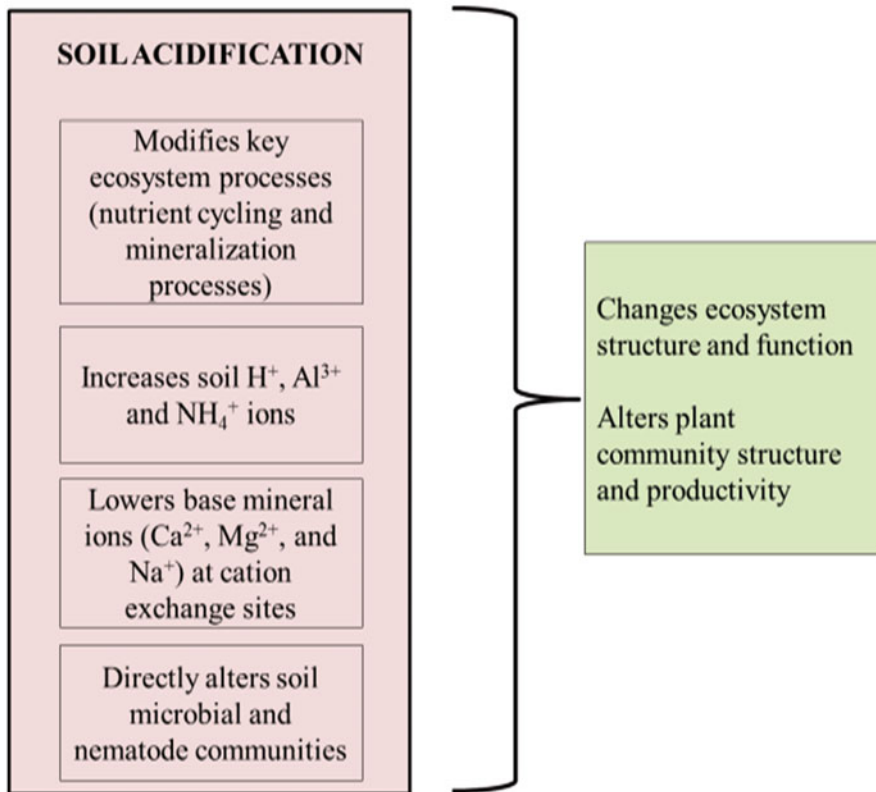 SOIL ACIDIFICATION
Modifies key
ecosystem processes
(nutrient cycling and
mineralization
processes)
Increases soil H⁺, Al³⁺
and NH₄⁺ ions
Lowers base mineral
ions (Ca²⁺, Mg²⁺, and
Na⁺) at cation
exchange sites
Directly alters soil
microbial and
nematode communities
Changes ecosystem
structure and function
Alters plant
community structure
and productivity